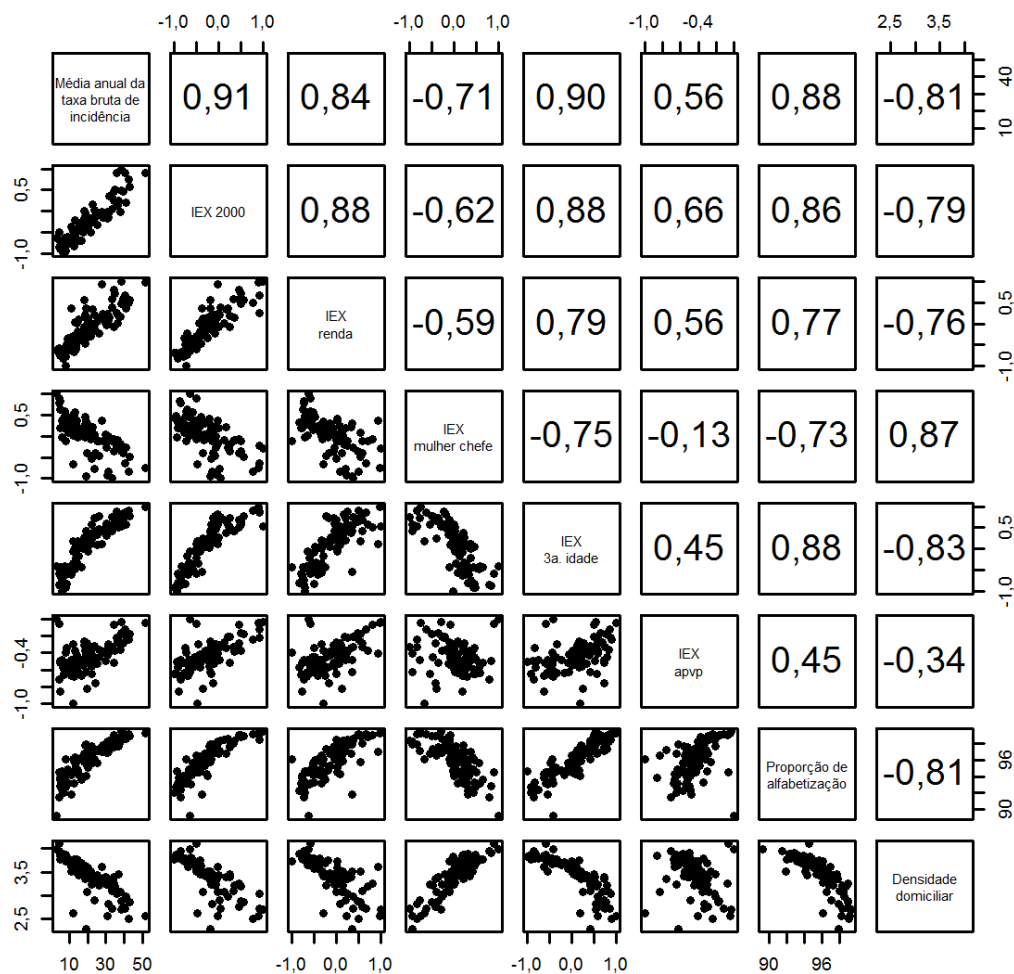 -1,0 0,0 1,0 -1,0 -0,4 2,5 3,5
Média anual da
taxa bruta de
incidência
0,91 0,84 -0,71 0,90 0,56 0,88 -0,81
10 40
-1,0 0,5
IEX 2000
0,88 -0,62 0,88 0,66 0,86 -0,79
IEX
renda
-0,59 0,79 0,56 0,77 -0,76
-1,0 0,5
-1,0 0,5
IEX
mulher chefe
-0,75 -0,13 -0,73 0,87
IEX
3a. idade
0,45 0,88 -0,83
-1,0 0,5
-1,0 -0,4
IEX
apvp
0,45 -0,34
Proporção de
alfabetização
-0,81
90 96
2,5 3,5
Densidade
domiciliar
10 30 50 -1,0 0,0 1,0 -1,0 0,0 1,0 90 96